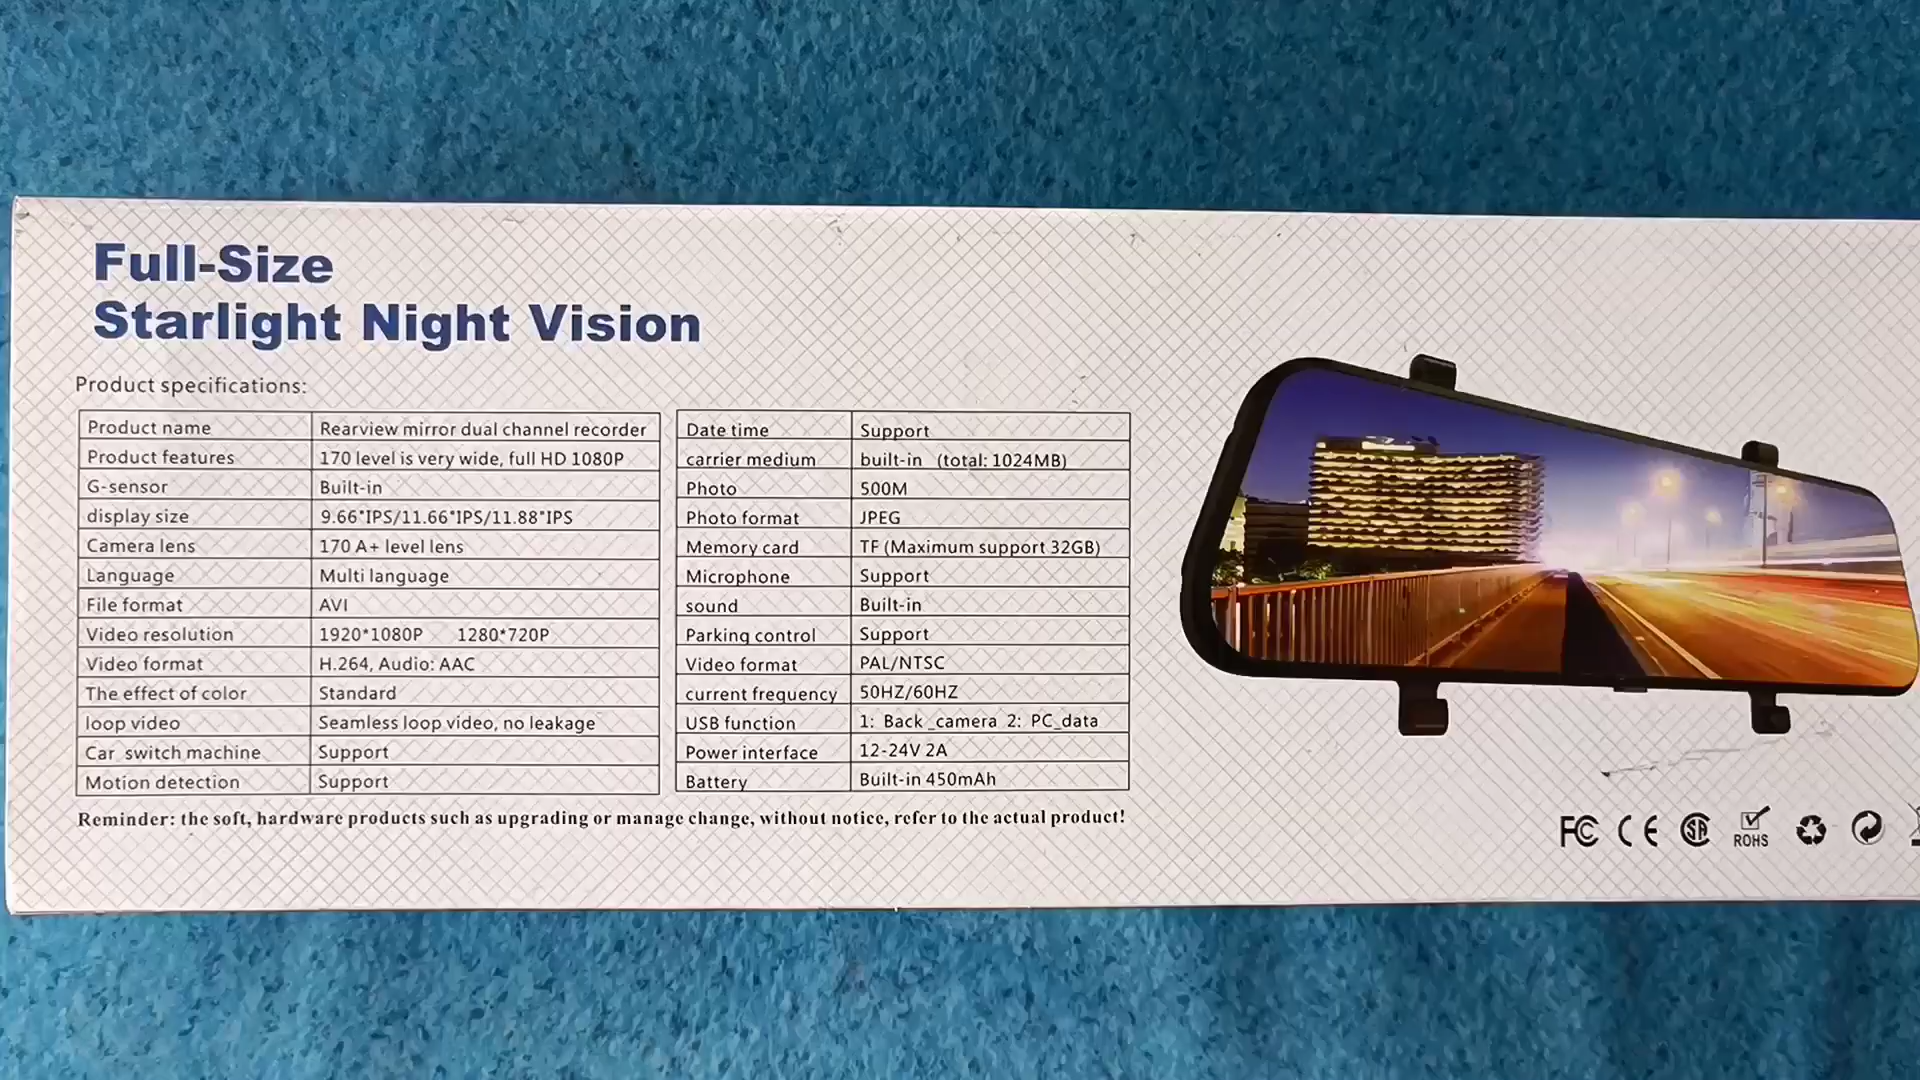 Full-Size
Starlight Night Vision
Product specifications:
Product name Rearview mirror dual channel recorder
Product features 170 level is very wide, full HD 1080P
G-sensor Built-in
display size 9.66"IPS/11.66"IPS/11.88"IPS
Camera lens 170 A+ level lens
Language Multi language
File format AVI
Video resolution 1920*1080P 1280*720P
Video format H.264, Audio: AAC
The effect of color Standard
loop video Seamless loop video, no leakage
Car switch machine Support
Motion detection Support
Date time Support
carrier medium built-in (total: 1024MB)
Photo 500M
Photo format JPEG
Memory card TF (Maximum support 32GB)
Microphone Support
sound Built-in
Parking control Support
Video format PAL/NTSC
current frequency 50HZ/60HZ
USB function 1: Back_camera 2: PC_data
Power interface 12-24V 2A
Battery Built-in 450mAh
Reminder: the soft, hardware products such as upgrading or manage change, without notice, refer to the actual product!
FC CE SA ROHS